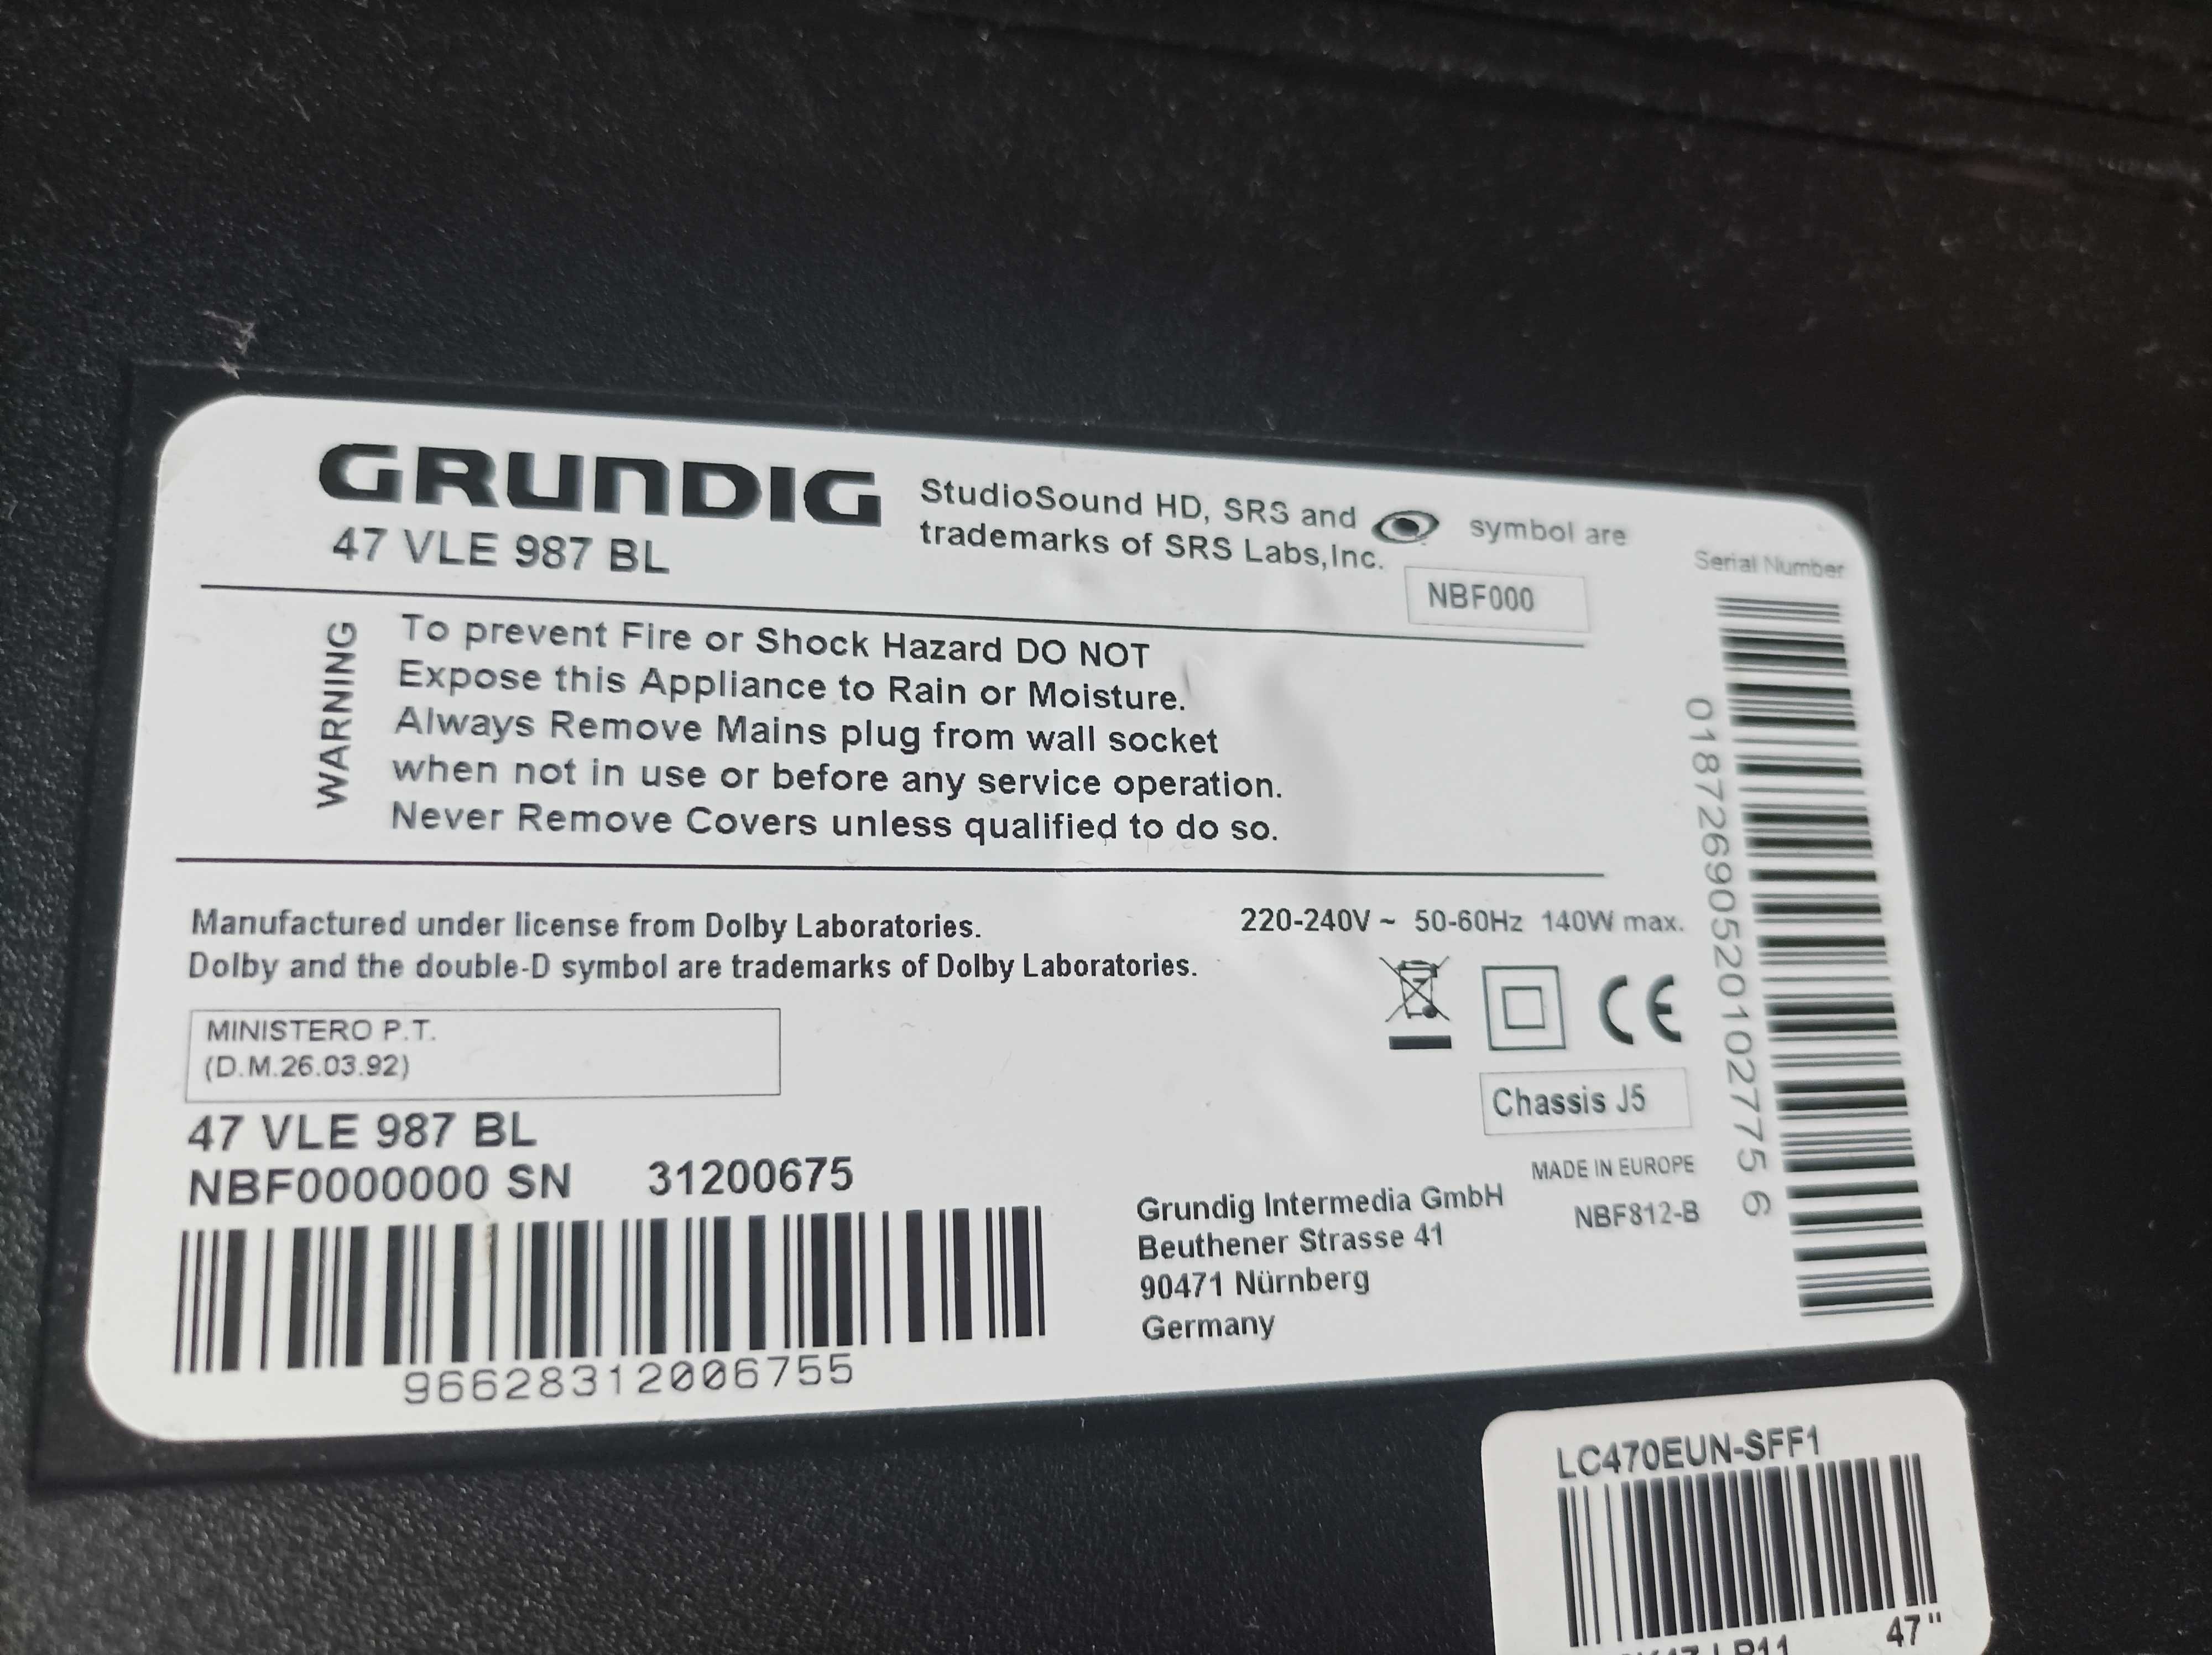 GRUNDIG
47 VLE 987 BL
StudioSound HD, SRS and symbol are
trademarks of SRS Labs,Inc.
NBF000
Serial Number
WARNING
To prevent Fire or Shock Hazard DO NOT
Expose this Appliance to Rain or Moisture.
Always Remove Mains plug from wall socket
when not in use or before any service operation.
Never Remove Covers unless qualified to do so.
01872690520102775 6
Manufactured under license from Dolby Laboratories.
Dolby and the double-D symbol are trademarks of Dolby Laboratories.
220-240V ~ 50-60Hz 140W max.
CE
MINISTERO P.T.
(D.M.26.03.92)
Chassis J5
47 VLE 987 BL
NBF0000000 SN 31200675
96628312006755
MADE IN EUROPE
NBF812-B
Grundig Intermedia GmbH
Beuthener Strasse 41
90471 Nürnberg
Germany
LC470EUN-SFF1
47"